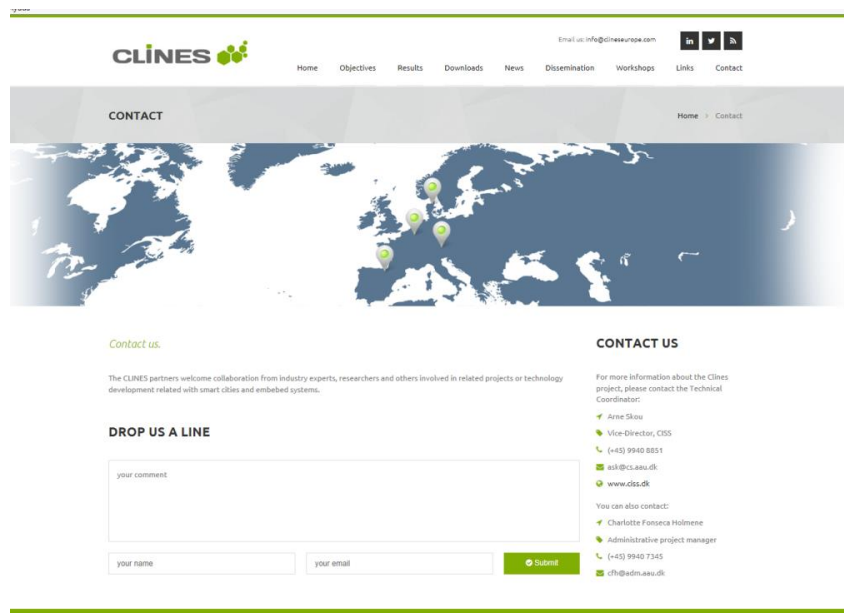 Email us: info@clineseurope.com
CLINES
Home Objectives Results Downloads News Dissemination Workshops Links Contact
CONTACT
Home > Contact
Contact us.
The CLINES partners welcome collaboration from industry experts, researchers and others involved in related projects or technology
development related with smart cities and embebed systems.
DROP US A LINE
your comment
your name
your email
Submit
CONTACT US
For more information about the Clines
project, please contact the Technical
Coordinator:
Arne Skou
Vice-Director, CISS
(+45) 9940 8851
ask@cs.aau.dk
www.ciss.dk
You can also contact:
Charlotte Fonseca Holmene
Administrative project manager
(+45) 9940 7345
cfh@adm.aau.dk